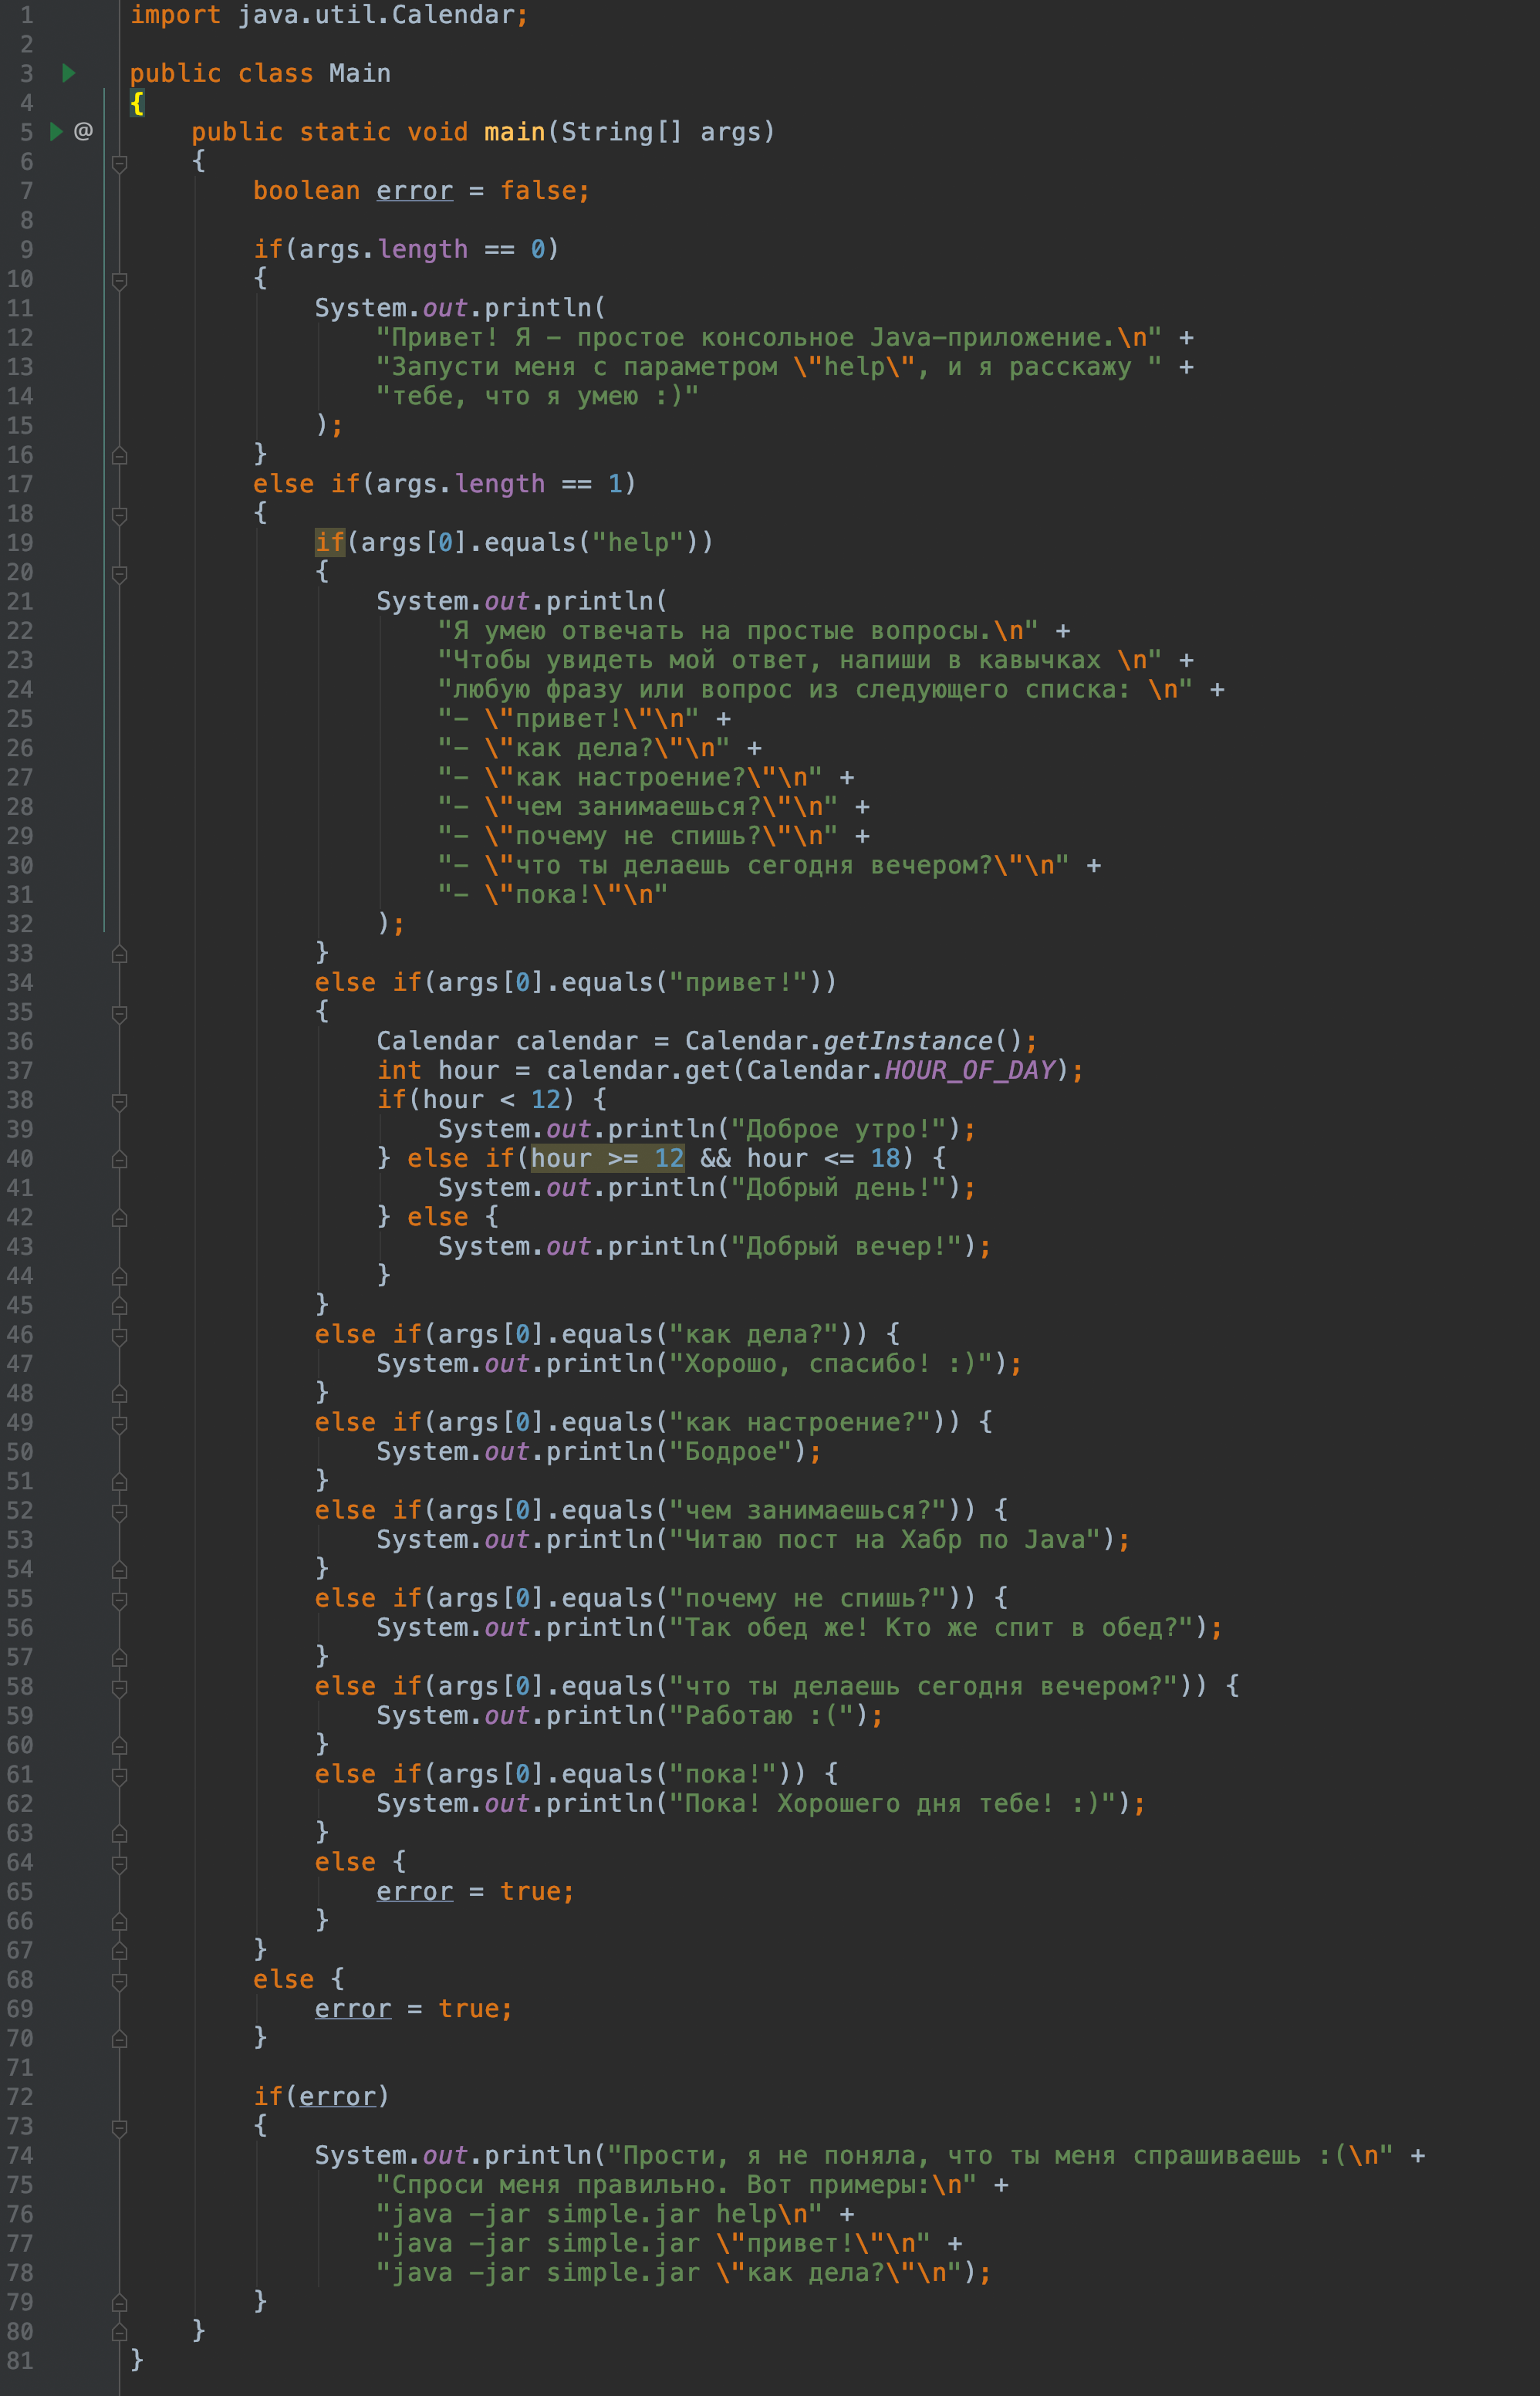 1 import java.util.Calendar;
2
3 public class Main
4 {
5 @ public static void main(String[] args)
6 {
7 boolean error = false;
8
9 if(args.length == 0)
10 {
11 System.out.println(
12 "Привет! Я – простое консольное Java–приложение.\n" +
13 "Запусти меня с параметром \"help\", и я расскажу " +
14 "тебе, что я умею :)"
15 );
16 }
17 else if(args.length == 1)
18 {
19 if(args[0].equals("help"))
20 {
21 System.out.println(
22 "Я умею отвечать на простые вопросы.\n" +
23 "Чтобы увидеть мой ответ, напиши в кавычках \n" +
24 "любую фразу или вопрос из следующего списка: \n" +
25 "– \"привет!\"\n" +
26 "– \"как дела?\"\n" +
27 "– \"как настроение?\"\n" +
28 "– \"чем занимаешься?\"\n" +
29 "– \"почему не спишь?\"\n" +
30 "– \"что ты делаешь сегодня вечером?\"\n" +
31 "– \"пока!\"\n"
32 );
33 }
34 else if(args[0].equals("привет!"))
35 {
36 Calendar calendar = Calendar.getInstance();
37 int hour = calendar.get(Calendar.HOUR_OF_DAY);
38 if(hour < 12) {
39 System.out.println("Доброе утро!");
40 } else if(hour >= 12 && hour <= 18) {
41 System.out.println("Добрый день!");
42 } else {
43 System.out.println("Добрый вечер!");
44 }
45 }
46 else if(args[0].equals("как дела?")) {
47 System.out.println("Хорошо, спасибо! :)");
48 }
49 else if(args[0].equals("как настроение?")) {
50 System.out.println("Бодрое");
51 }
52 else if(args[0].equals("чем занимаешься?")) {
53 System.out.println("Читаю пост на Хабр по Java");
54 }
55 else if(args[0].equals("почему не спишь?")) {
56 System.out.println("Так обед же! Кто же спит в обед?");
57 }
58 else if(args[0].equals("что ты делаешь сегодня вечером?")) {
59 System.out.println("Работаю :(");
60 }
61 else if(args[0].equals("пока!")) {
62 System.out.println("Пока! Хорошего дня тебе! :)");
63 }
64 else {
65 error = true;
66 }
67 }
68 else {
69 error = true;
70 }
71
72 if(error)
73 {
74 System.out.println("Прости, я не поняла, что ты меня спрашиваешь :(\n" +
75 "Спроси меня правильно. Вот примеры:\n" +
76 "java –jar simple.jar help\n" +
77 "java –jar simple.jar \"привет!\"\n" +
78 "java –jar simple.jar \"как дела?\"\n");
79 }
80 }
81 }